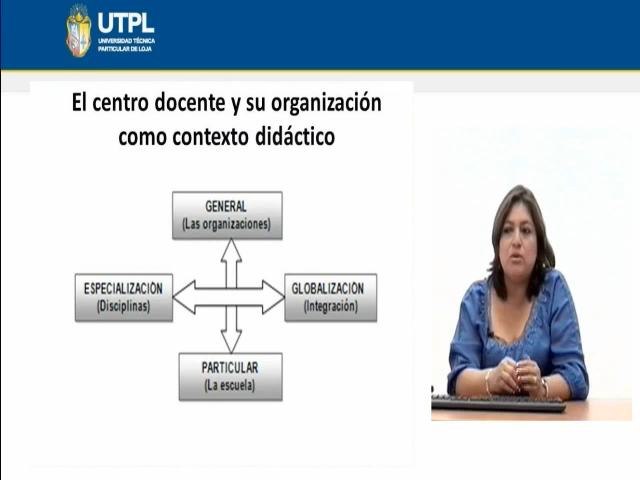 UTPL
UNIVERSIDAD TÉCNICA
PARTICULAR DE LOJA
El centro docente y su organización
como contexto didáctico
GENERAL
(Las organizaciones)
ESPECIALIZACIÓN
(Disciplinas)
GLOBALIZACIÓN
(Integración)
PARTICULAR
(La escuela)